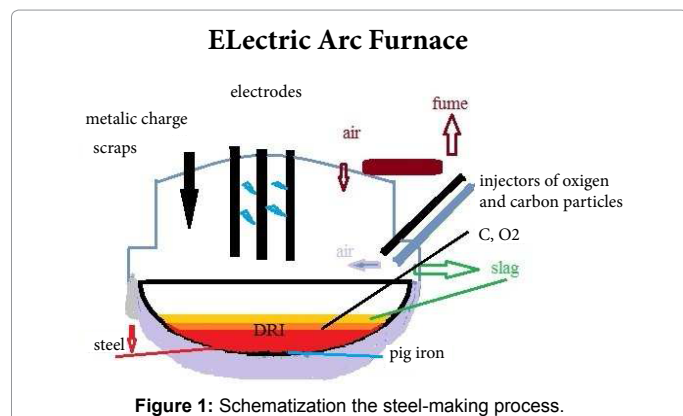 ELectric Arc Furnace
electrodes
fume
metalic charge
scraps
air
injectors of oxigen
and carbon particles
C, O2
air
slag
DRI
steel
pig iron
Figure 1: Schematization the steel-making process.